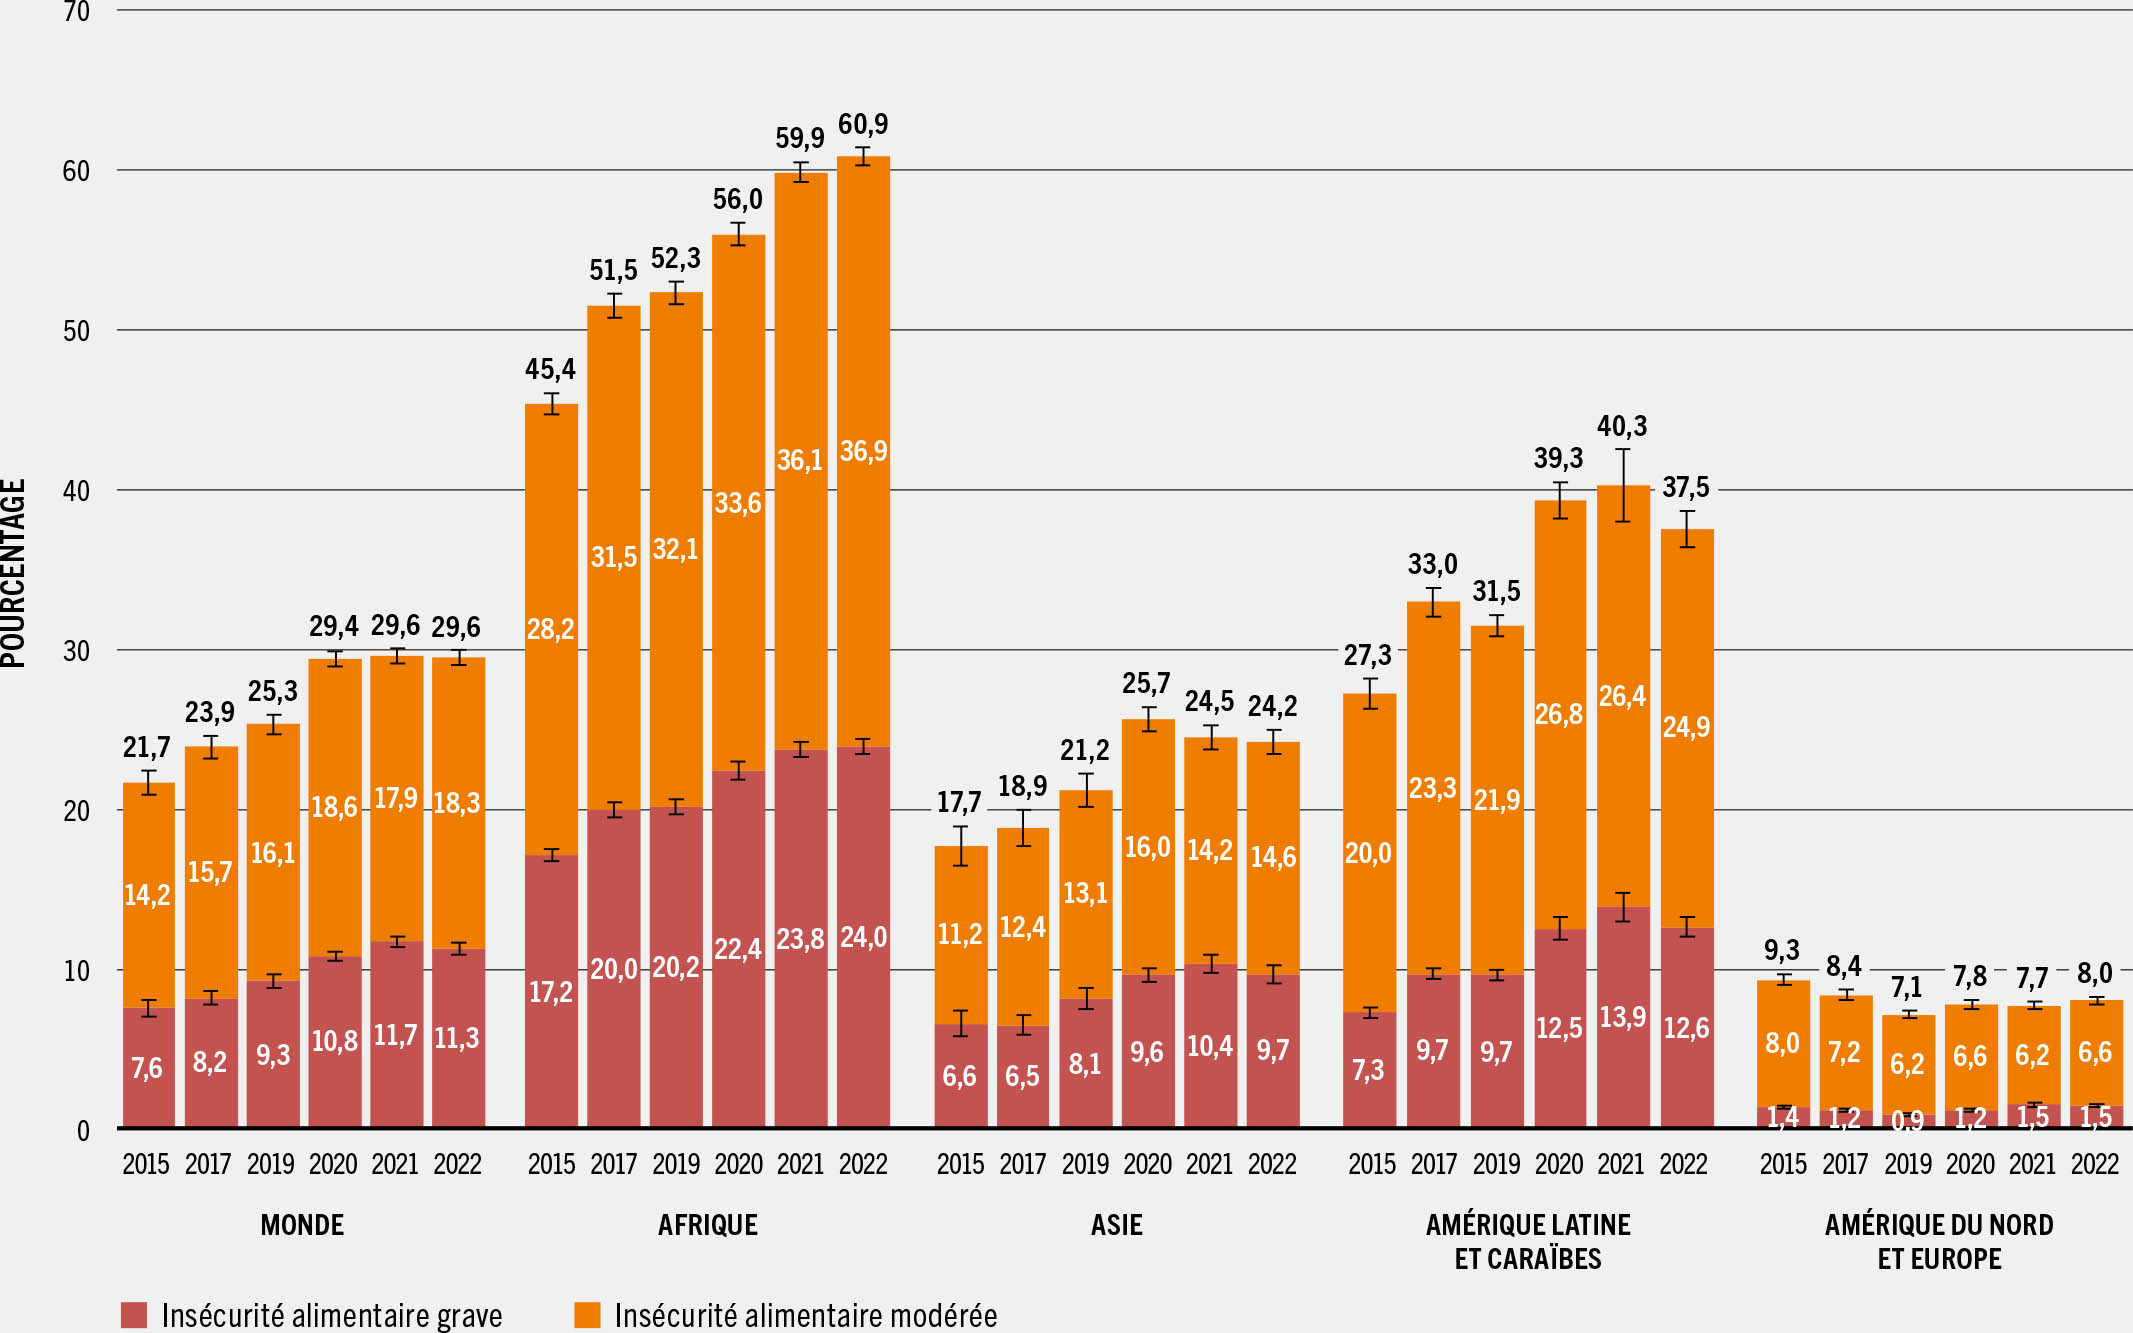 POURCENTAGE
70
60
50
40
30
20
10
0
21,7 23,9 25,3 29,4 29,6 29,6
14,2 15,7 16,1 18,6 17,9 18,3
7,6 8,2 9,3 10,8 11,7 11,3
2015 2017 2019 2020 2021 2022
MONDE
45,4 51,5 52,3 56,0 59,9 60,9
28,2 31,5 32,1 33,6 36,1 36,9
17,2 20,0 20,2 22,4 23,8 24,0
2015 2017 2019 2020 2021 2022
AFRIQUE
17,7 18,9 21,2 25,7 24,5 24,2
11,2 12,4 13,1 16,0 14,2 14,6
6,6 6,5 8,1 9,6 10,4 9,7
2015 2017 2019 2020 2021 2022
ASIE
27,3 33,0 31,5 39,3 40,3 37,5
20,0 23,3 21,9 26,8 26,4 24,9
7,3 9,7 9,7 12,5 13,9 12,6
2015 2017 2019 2020 2021 2022
AMÉRIQUE LATINE
ET CARAÏBES
9,3 8,4 7,1 7,8 7,7 8,0
8,0 7,2 6,2 6,6 6,2 6,6
1,4 1,2 0,9 1,2 1,5 1,5
2015 2017 2019 2020 2021 2022
AMÉRIQUE DU NORD
ET EUROPE
Insécurité alimentaire grave
Insécurité alimentaire modérée